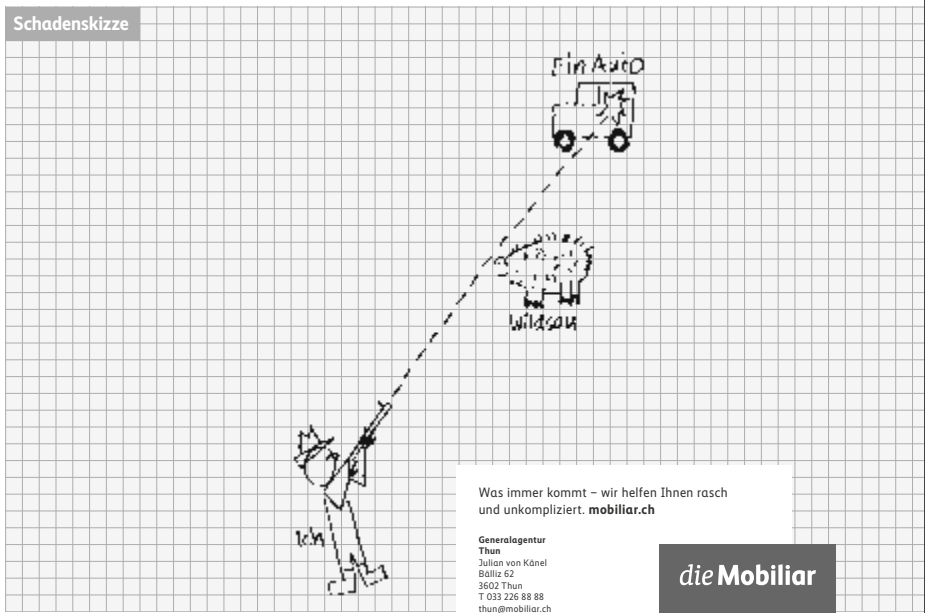 Schadenskizze
Ein Auto
Wildsau
Ich
Was immer kommt – wir helfen Ihnen rasch
und unkompliziert. mobiliar.ch
Generalagentur
Thun
Julian von Känel
Bälliz 62
3602 Thun
T 033 226 88 88
thun@mobiliar.ch
die Mobiliar